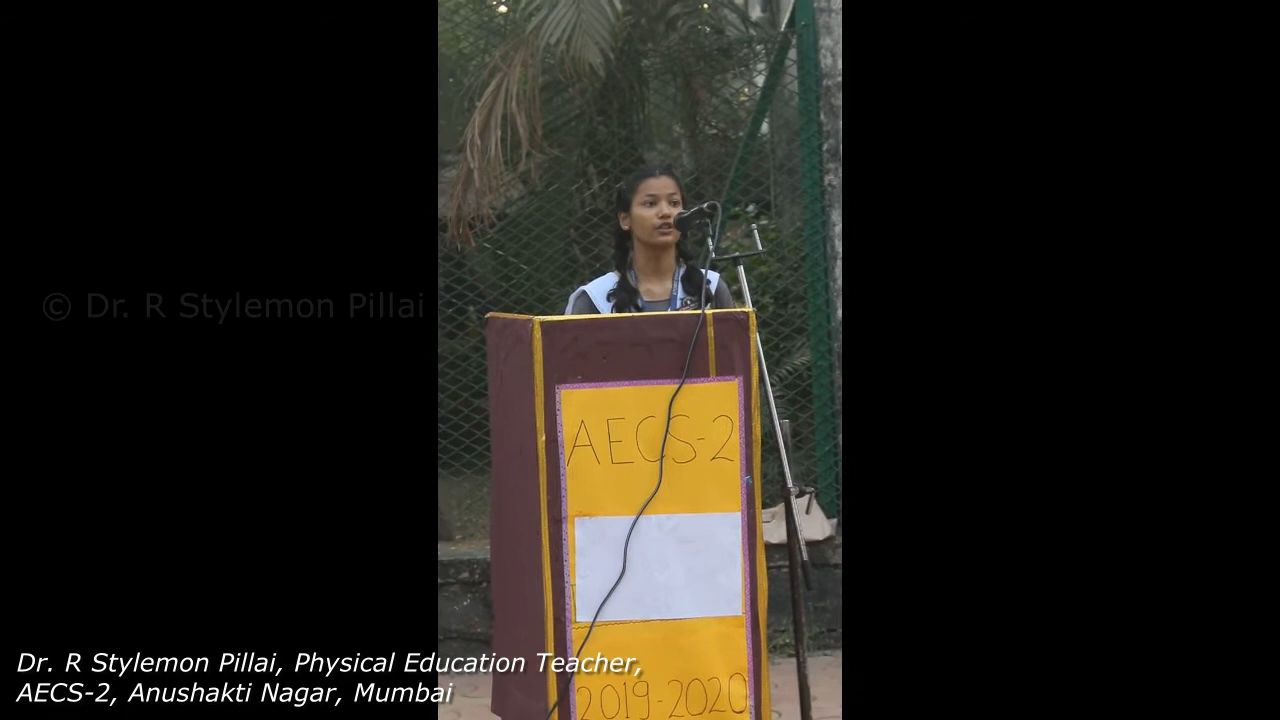 © Dr. R Stylemon Pillai
AECS-2
2019-2020
Dr. R Stylemon Pillai, Physical Education Teacher,
AECS-2, Anushakti Nagar, Mumbai